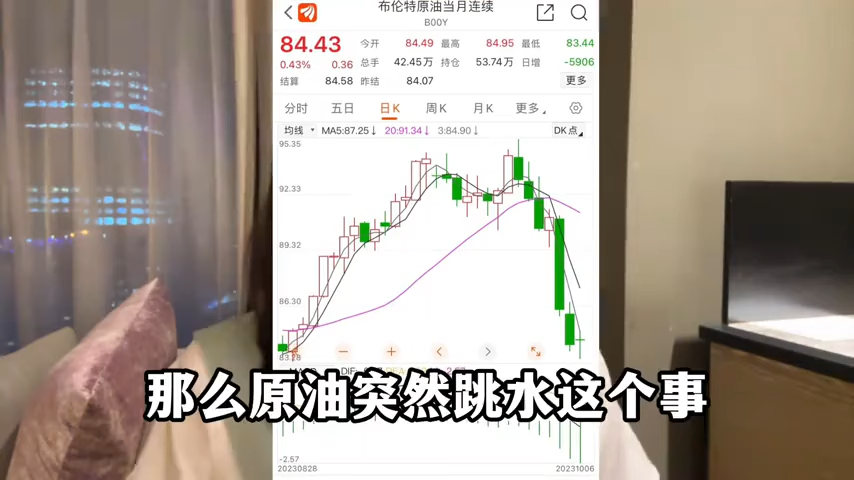 布伦特原油当月连续
B00Y
84.43 今开 84.49 最高 84.95 最低 83.44
0.43% 0.36 总手 42.45万 持仓 53.74万 日增 -5906
结算 84.58 昨结 84.07 更多
分时 五日 日K 周K 月K 更多
均线 MA5:87.25↓ 20:91.34↓ 3:84.90↓ DK点
95.35
92.33
89.32
86.30
83.28
那么原油突然跳水这个事
-2.57
20230828 20231006